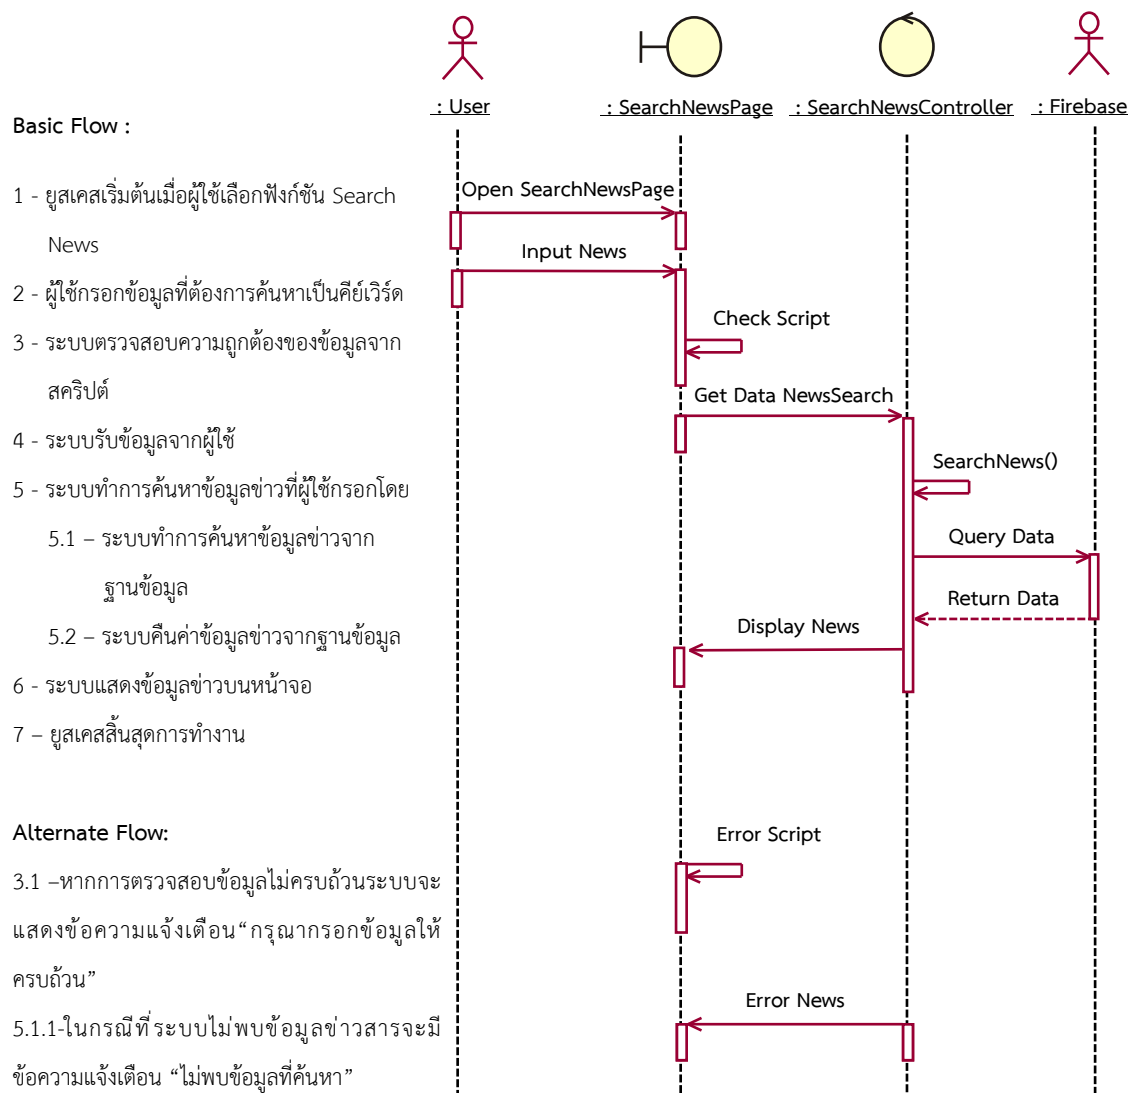 : User
: SearchNewsPage
: SearchNewsController
: Firebase
Basic Flow :
1 - ยูสเคสเริ่มต้นเมื่อผู้ใช้เลือกฟังก์ชัน Search
News
2 - ผู้ใช้กรอกข้อมูลที่ต้องการค้นหาเป็นคีย์เวิร์ด
3 - ระบบตรวจสอบความถูกต้องของข้อมูลจาก
สคริปต์
4 - ระบบรับข้อมูลจากผู้ใช้
5 - ระบบทำการค้นหาข้อมูลข่าวที่ผู้ใช้กรอกโดย
5.1 – ระบบทำการค้นหาข้อมูลข่าวจาก
ฐานข้อมูล
5.2 – ระบบคืนค่าข้อมูลข่าวจากฐานข้อมูล
6 - ระบบแสดงข้อมูลข่าวบนหน้าจอ
7 – ยูสเคสสิ้นสุดการทำงาน
Alternate Flow:
3.1 –หากการตรวจสอบข้อมูลไม่ครบถ้วนระบบจะ
แสดงข้อความแจ้งเตือน“กรุณากรอกข้อมูลให้
ครบถ้วน”
5.1.1-ในกรณีที่ระบบไม่พบข้อมูลข่าวสารจะมี
ข้อความแจ้งเตือน “ไม่พบข้อมูลที่ค้นหา”
Open SearchNewsPage
Input News
Check Script
Get Data NewsSearch
SearchNews()
Query Data
Return Data
Display News
Error Script
Error News